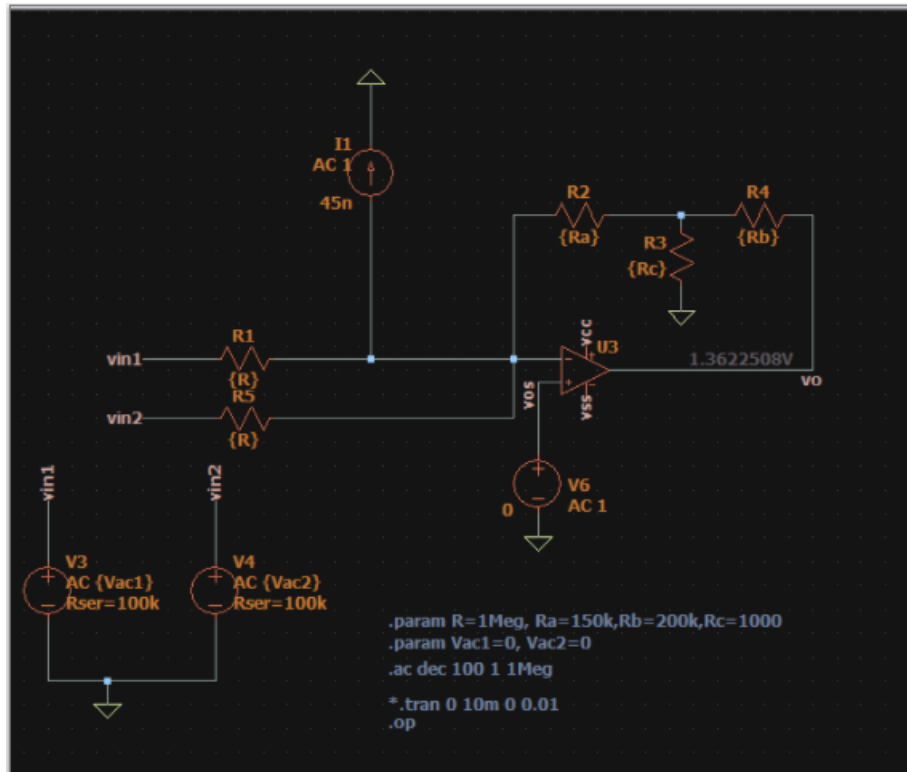 I1
AC 1
45n
R2
{Ra}
R4
{Rb}
R3
{Rc}
vin1
R1
{R}
vcc
U3
1.3622508V
vo
vin2
R5
{R}
vos
vss
vin1
vin2
V6
0
AC 1
V3
AC {Vac1}
Rser=100k
V4
AC {Vac2}
Rser=100k
.param R=1Meg, Ra=150k,Rb=200k,Rc=1000
.param Vac1=0, Vac2=0
.ac dec 100 1 1Meg
*.tran 0 10m 0 0.01
.op